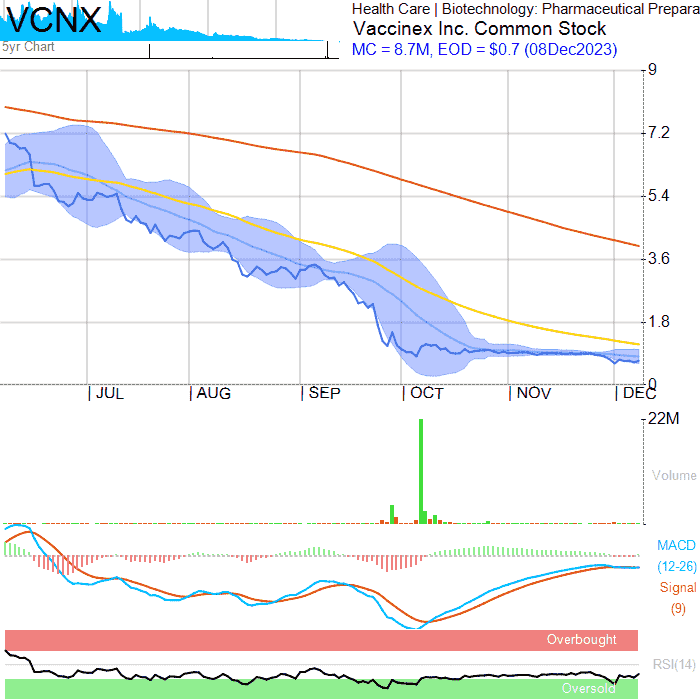 VCNX
5yr Chart
Health Care | Biotechnology: Pharmaceutical Prepara
Vaccinex Inc. Common Stock
MC = 8.7M, EOD = $0.7 (08Dec2023)
9
7.2
5.4
3.6
1.8
0
JUL AUG SEP OCT NOV DEC
22M
Volume
MACD
(12-26)
Signal
(9)
Overbought
RSI(14)
Oversold